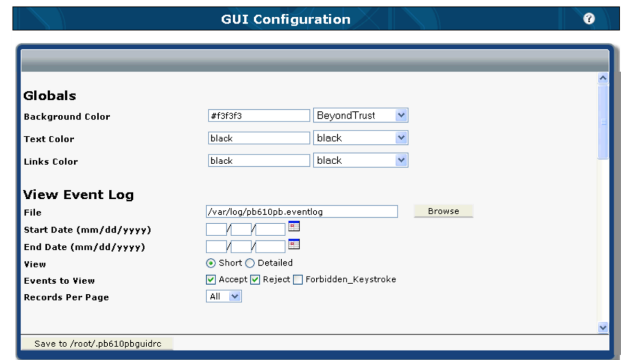 GUI Configuration ?
Globals
Background Color #f3f3f3 BeyondTrust
Text Color black black
Links Color black black
View Event Log
File /var/log/pb610pb.eventlog Browse
Start Date (mm/dd/yyyy) / /
End Date (mm/dd/yyyy) / /
View Short Detailed
Events to View Accept Reject Forbidden_Keystroke
Records Per Page All
Save to /root/.pb610pbguidrc